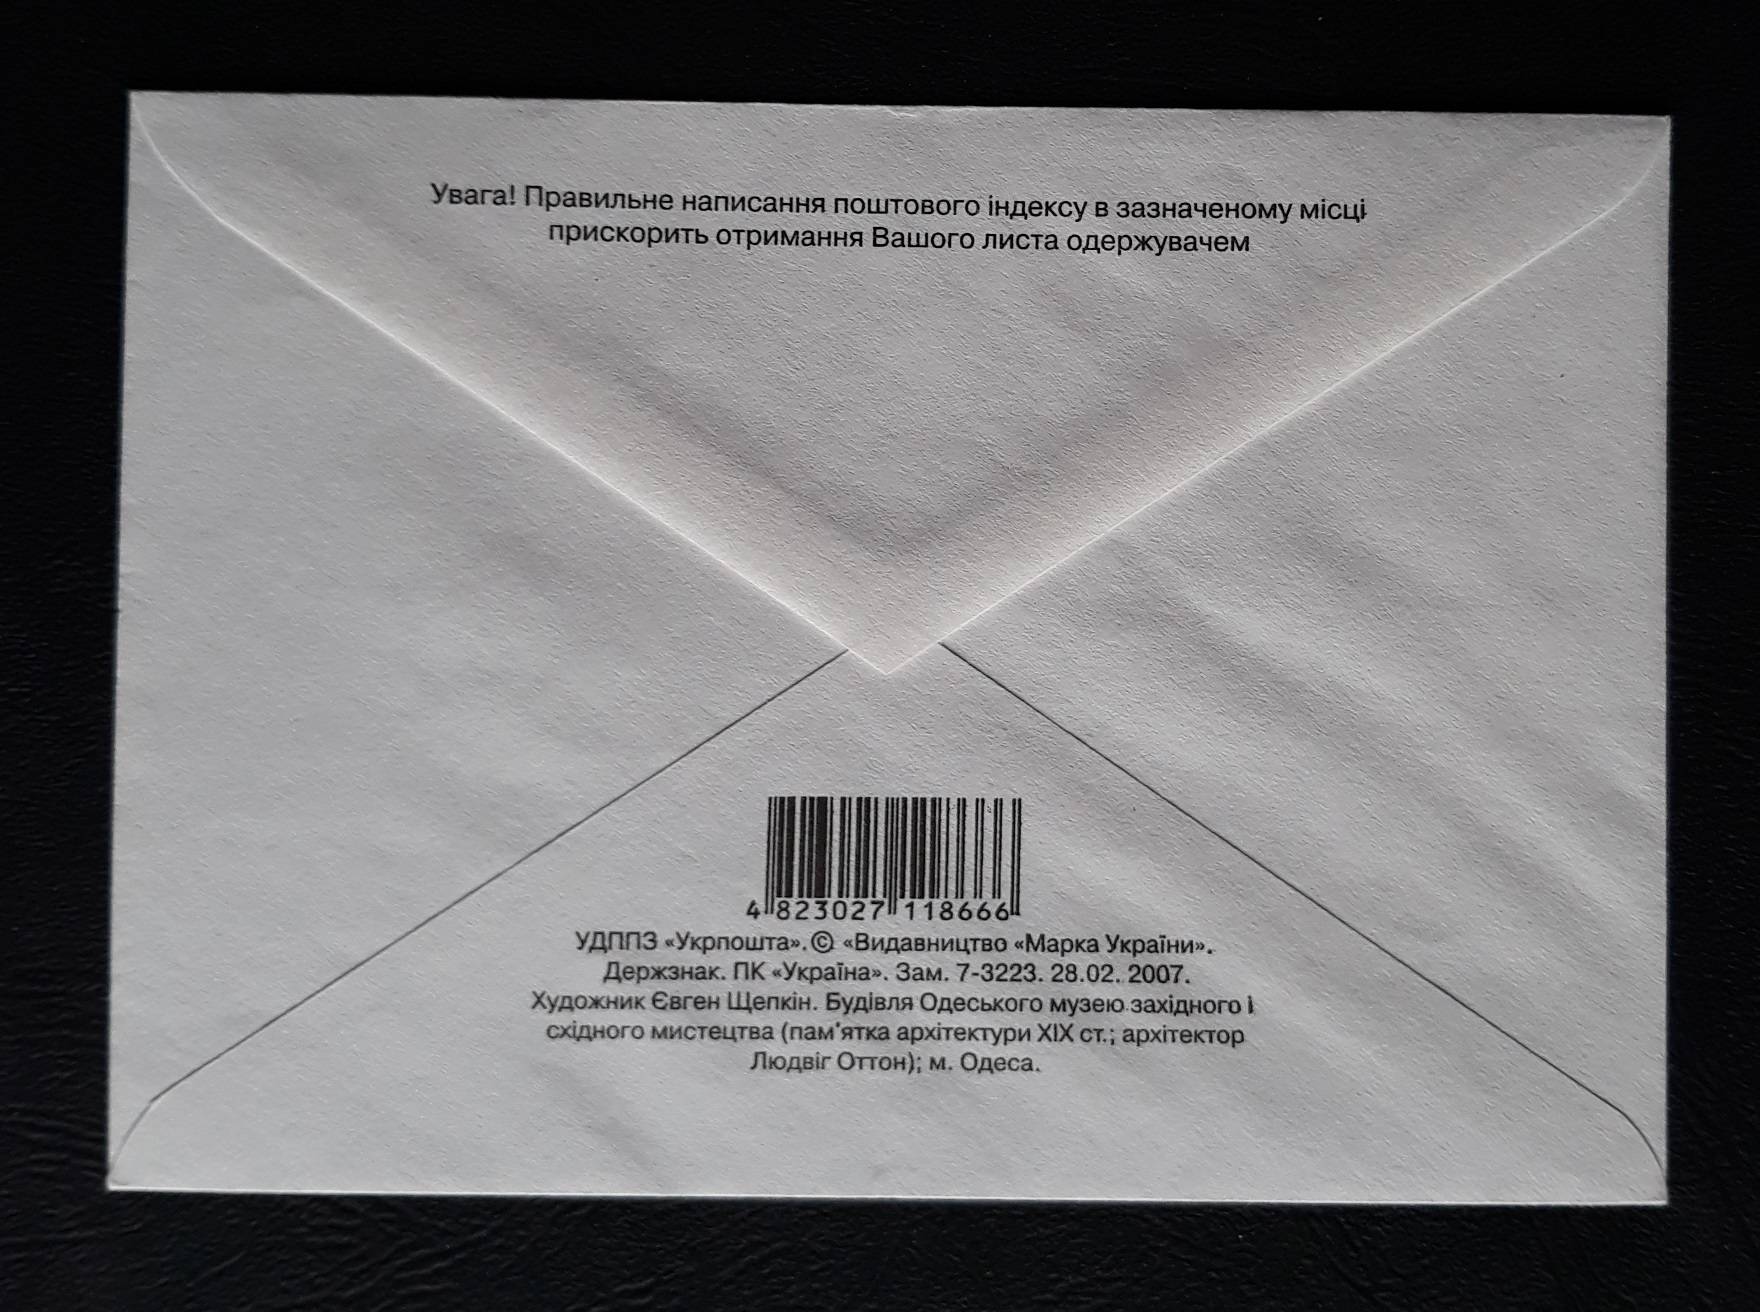 Увага! Правильне написання поштового індексу в зазначеному місці
прискорить отримання Вашого листа одержувачем
4 823027 118666
УДППЗ «Укрпошта».© «Видавництво «Марка України».
Держзнак. ПК «Україна». Зам. 7-3223. 28.02. 2007.
Художник Євген Щепкін. Будівля Одеського музею західного і
східного мистецтва (пам'ятка архітектури XIX ст.; архітектор
Людвіг Оттон); м. Одеса.